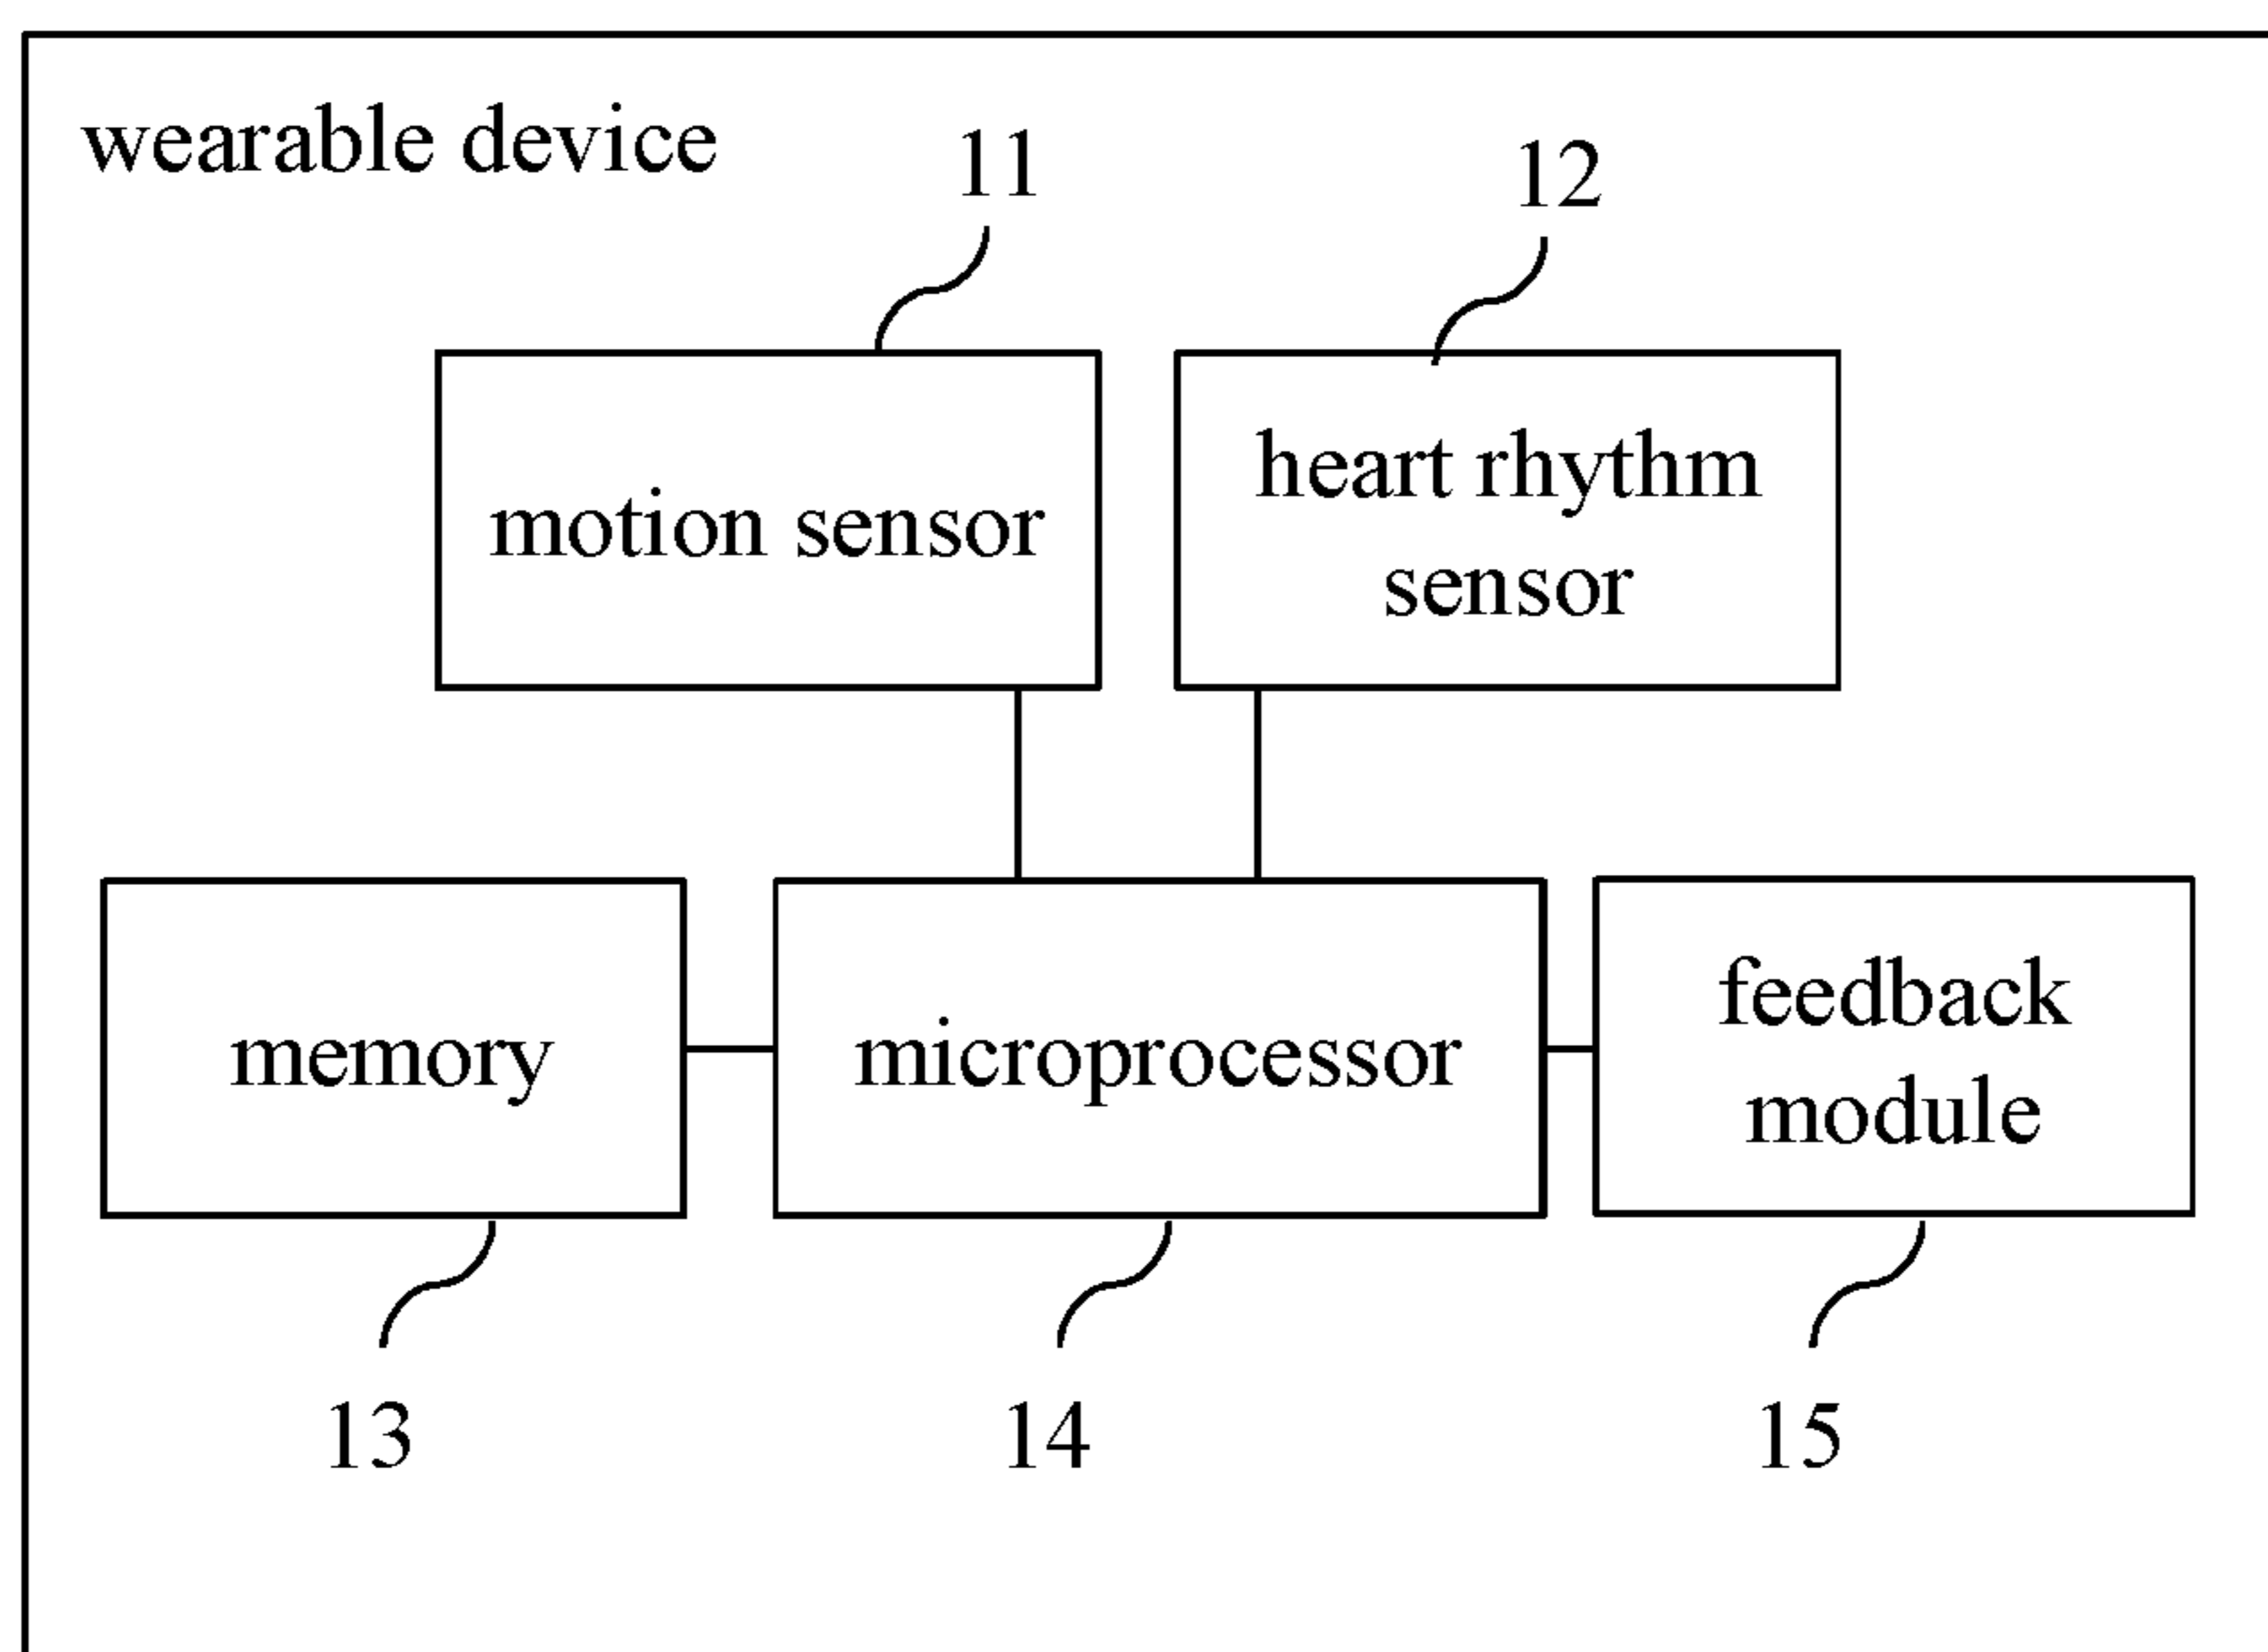 wearable device
11
12
motion sensor
heart rhythm
sensor
memory
microprocessor
feedback
module
13
14
15